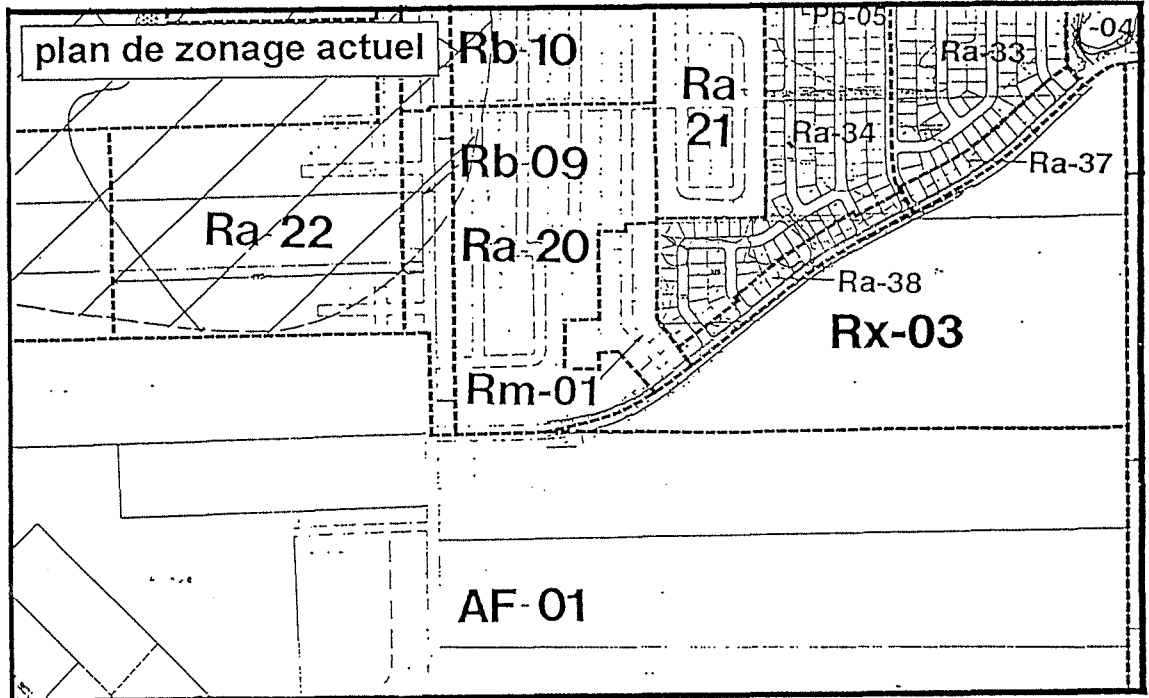 plan de zonage actuel
Rb-10
Pb-05
-04
Ra-33
Ra
21
Ra-34
Rb-09
Ra-37
Ra-22
Ra-20
Ra-38
Rx-03
Rm-01
AF-01